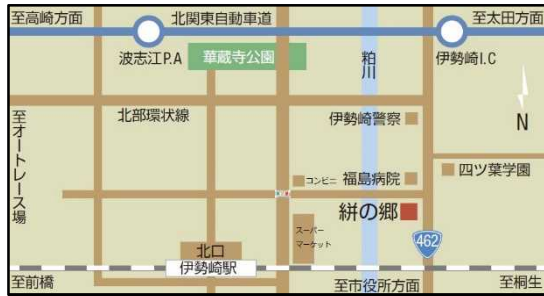 至高崎方面
北関東自動車道
至太田方面
波志江P.A
華蔵寺公園
粕川
伊勢崎I.C
至オートレース場
北部環状線
伊勢崎警察
N
コンビニ
福島病院
四ツ葉学園
絣の郷
スーパー
マーケット
462
北口
伊勢崎駅
至前橋
至市役所方面
至桐生